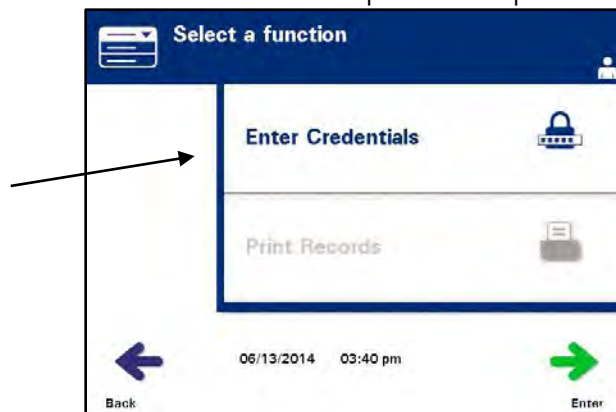 Select a function
Enter Credentials
Print Records
06/13/2014 03:40 pm
Back
Enter